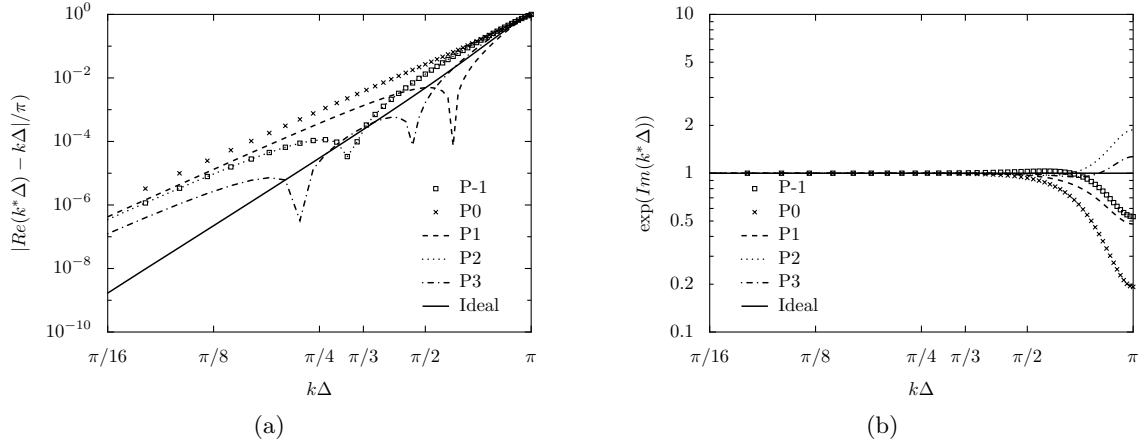 10^0
10^-2
10^-4
10^-6
10^-8
10^-10
|Re(k*Δ) − kΔ|/π
P-1
P0
P1
P2
P3
Ideal
π/16
π/8
π/4
π/3
π/2
π
kΔ
(a)
10
5
2
1
0.5
0.2
0.1
exp(Im(k*Δ))
P-1
P0
P1
P2
P3
Ideal
π/16
π/8
π/4
π/3
π/2
π
kΔ
(b)